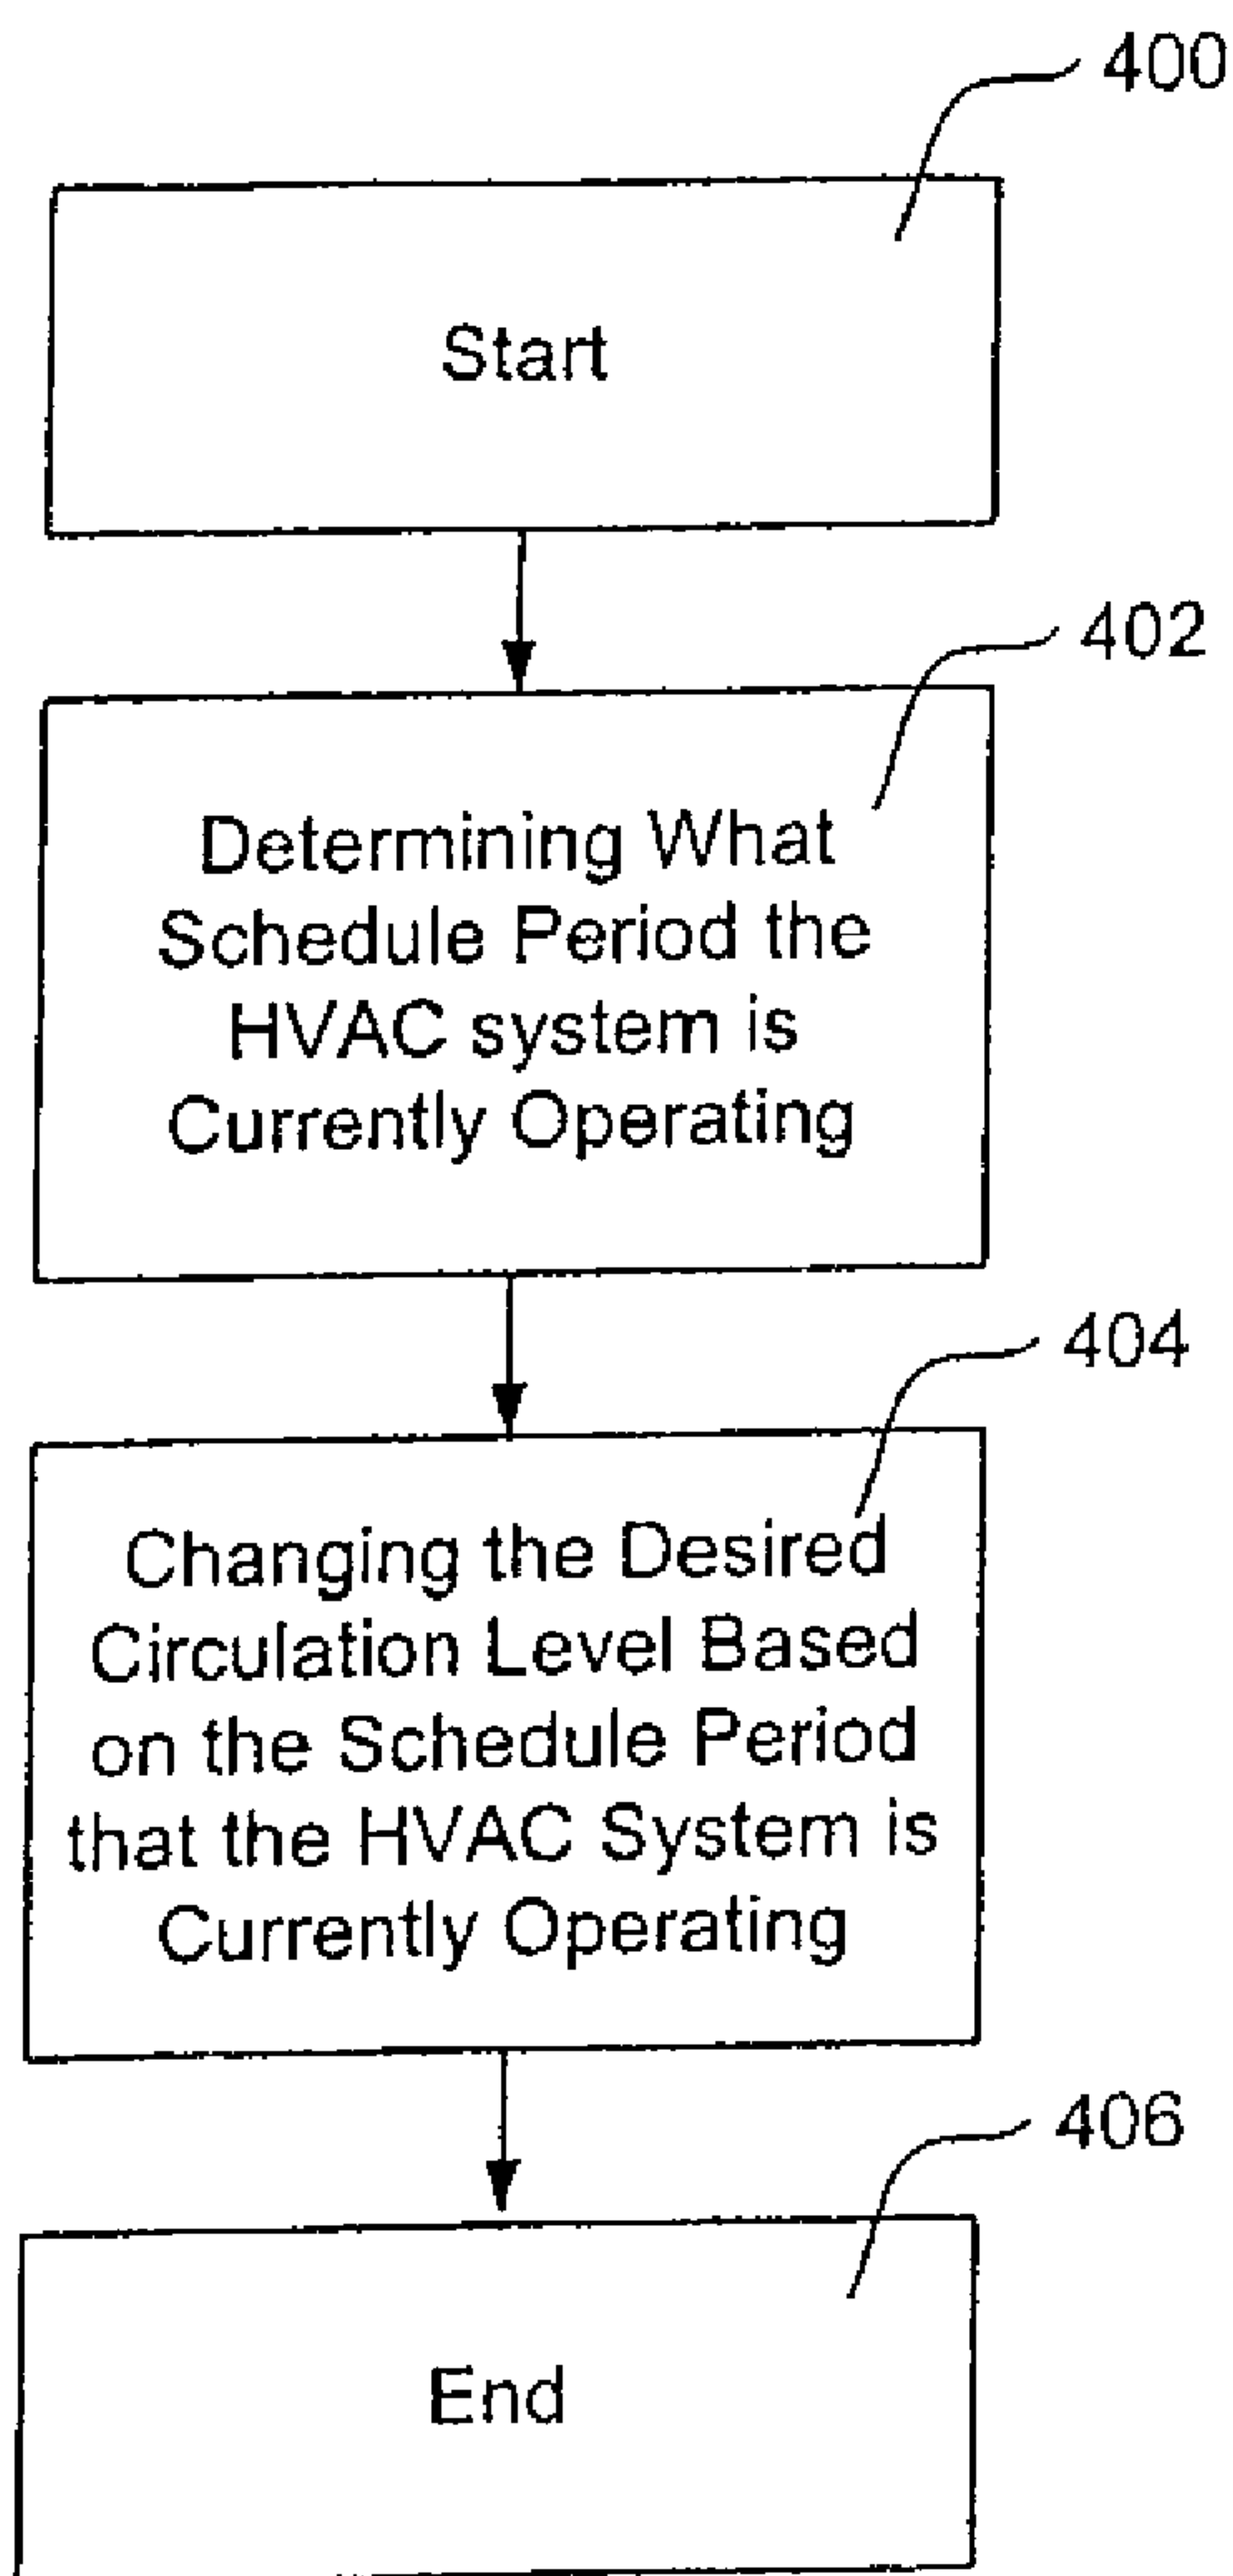 400
Start
402
Determining What
Schedule Period the
HVAC system is
Currently Operating
404
Changing the Desired
Circulation Level Based
on the Schedule Period
that the HVAC System is
Currently Operating
406
End